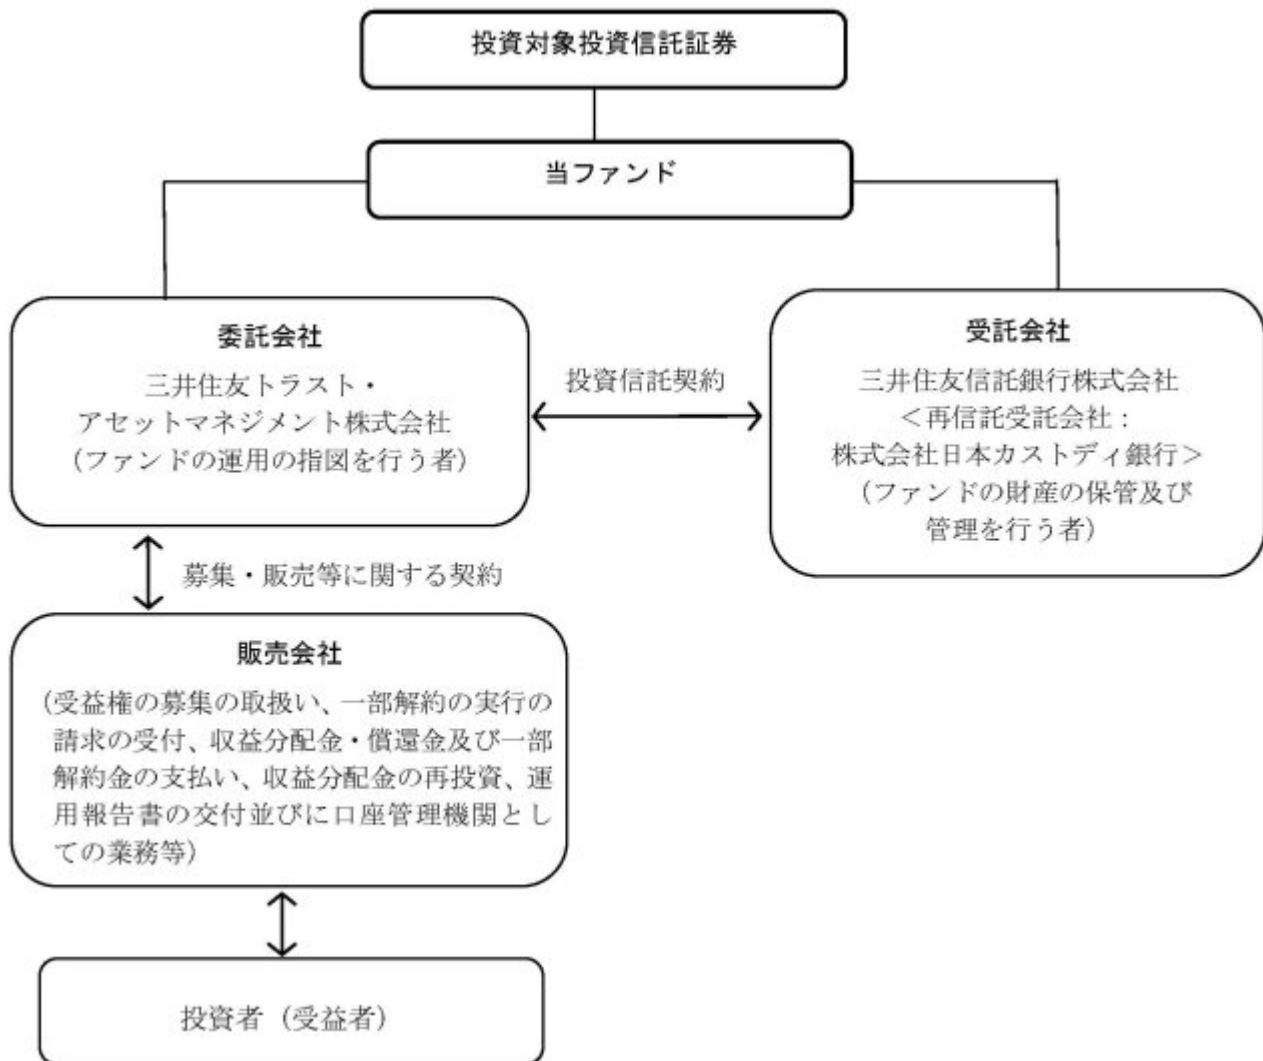 投資対象投資信託証券
当ファンド
委託会社
三井住友トラスト・
アセットマネジメント株式会社
（ファンドの運用の指図を行う者）
投資信託契約
受託会社
三井住友信託銀行株式会社
＜再信託受託会社：
株式会社日本カストディ銀行＞
（ファンドの財産の保管及び
管理を行う者）
募集・販売等に関する契約
販売会社
（受益権の募集の取扱い、一部解約の実行の
請求の受付、収益分配金・償還金及び一部
解約金の支払い、収益分配金の再投資、運
用報告書の交付並びに口座管理機関とし
ての業務等）
投資者（受益者）